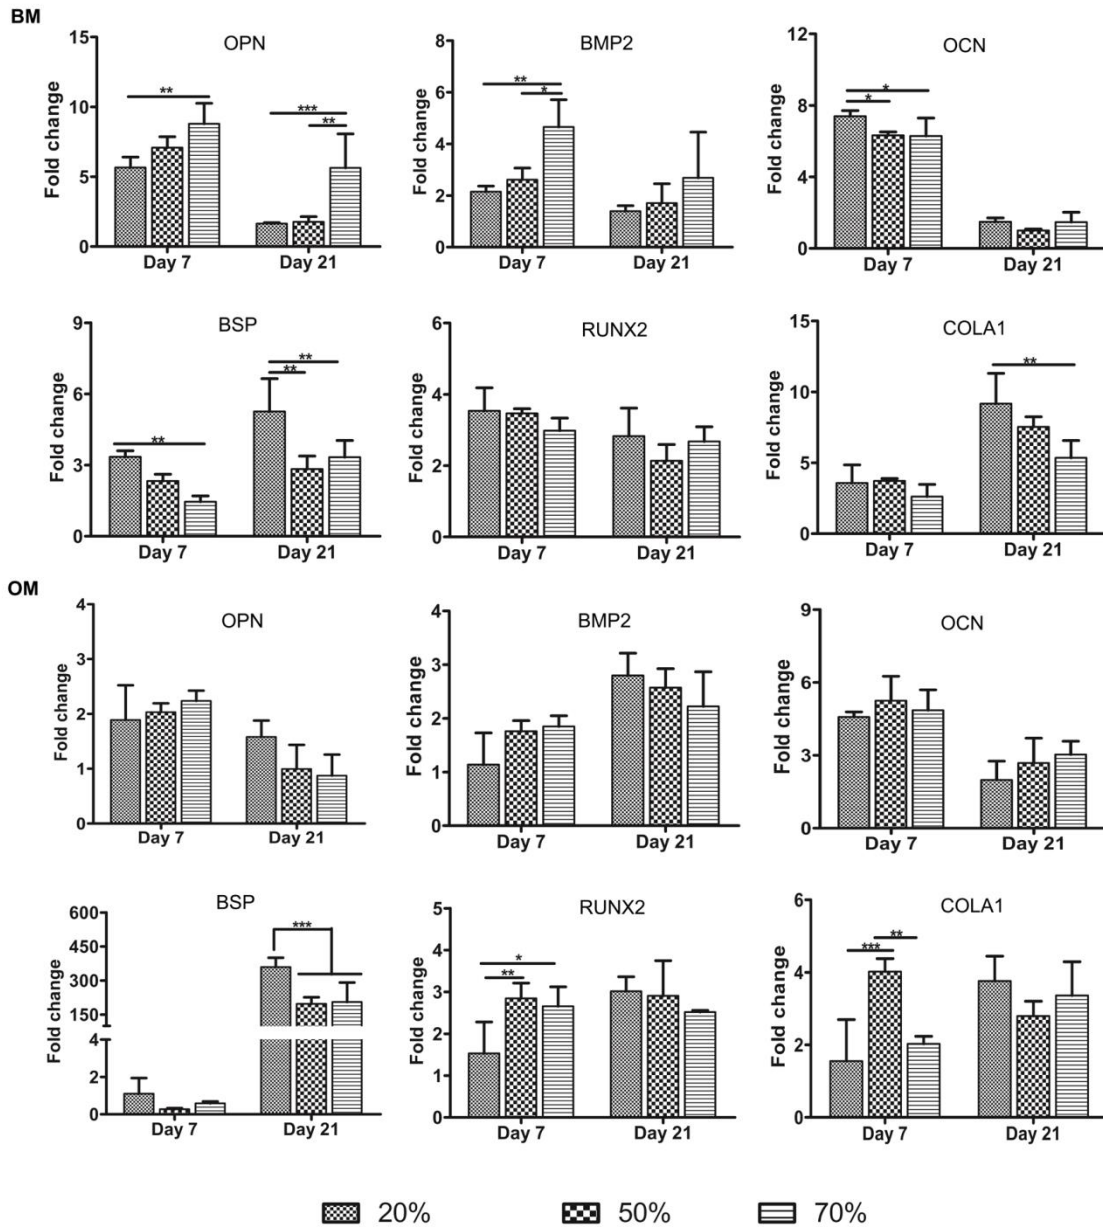 BM
OPN
Fold change
15
10
5
0
**
***
**
Day 7
Day 21
BMP2
Fold change
8
6
4
2
0
**
*
Day 7
Day 21
OCN
Fold change
12
8
4
0
*
*
Day 7
Day 21
BSP
Fold change
9
6
3
0
**
**
**
Day 7
Day 21
RUNX2
Fold change
6
4
2
0
Day 7
Day 21
COLA1
Fold change
15
10
5
0
**
Day 7
Day 21
OM
OPN
Fold change
4
3
2
1
0
Day 7
Day 21
BMP2
Fold change
4
3
2
1
0
Day 7
Day 21
OCN
Fold change
9
6
3
0
Day 7
Day 21
BSP
Fold change
600
450
300
150
4
2
0
***
Day 7
Day 21
RUNX2
Fold change
5
4
3
2
1
0
*
**
Day 7
Day 21
COLA1
Fold change
6
4
2
0
**
***
Day 7
Day 21
20%
50%
70%